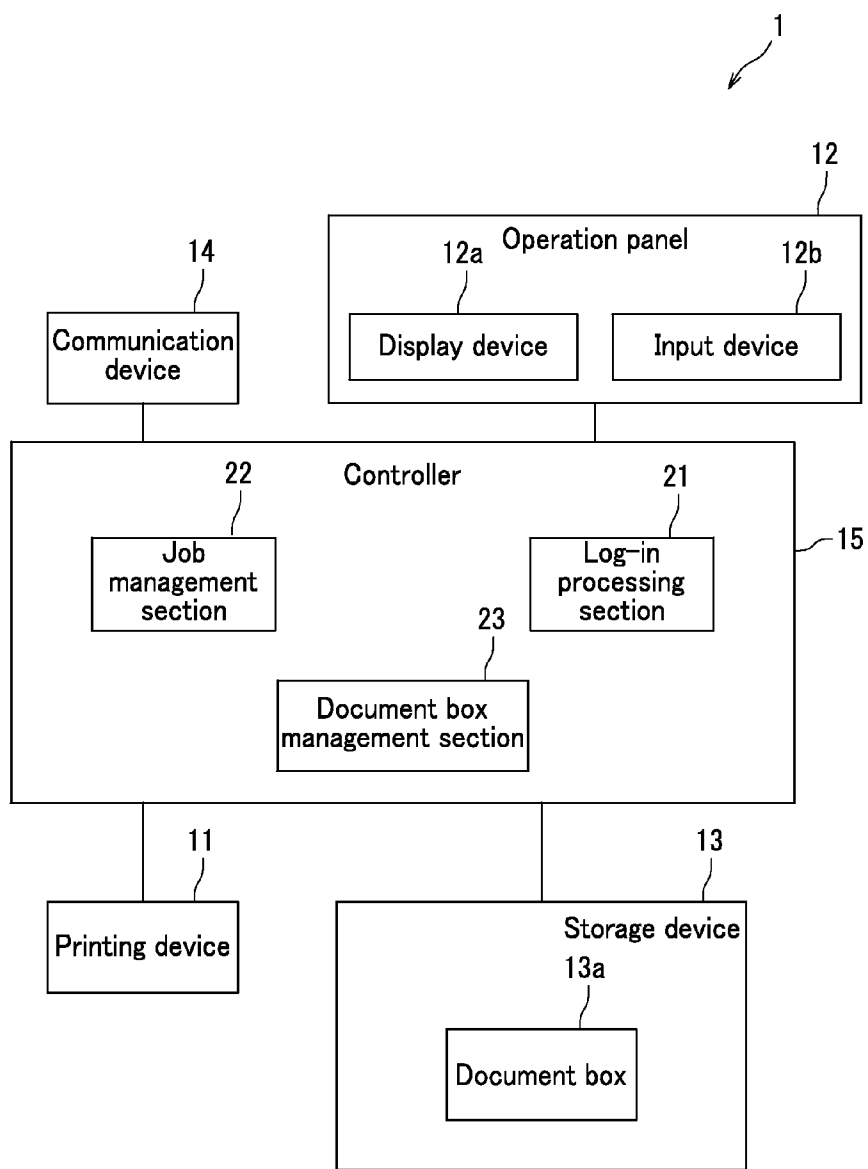 1
12
Operation panel
14
12a
12b
Communication
device
Display device
Input device
Controller
22
21
15
Job
management
section
Log-in
processing
section
23
Document box
management section
11
13
Printing device
Storage device
13a
Document box